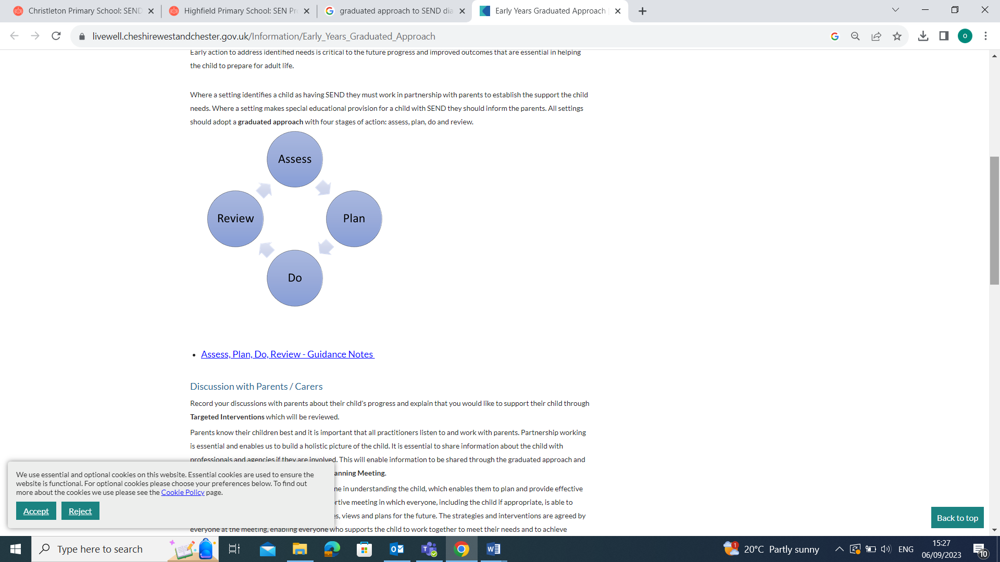 Christleton Primary School: SEND
Highfield Primary School: SEN Pr
graduated approach to SEND dia
Early Years Graduated Approach
livewell.cheshirewestandchester.gov.uk/Information/Early_Years_Graduated_Approach
o
Early action to address identified needs is critical to the future progress and improved outcomes that are essential in helping
the child to prepare for adult life.
Where a setting identifies a child as having SEND they must work in partnership with parents to establish the support the child
needs. Where a setting makes special educational provision for a child with SEND they should inform the parents. All settings
should adopt a graduated approach with four stages of action: assess, plan, do and review.
Assess
Review
Plan
Do
• Assess, Plan, Do, Review - Guidance Notes
Discussion with Parents / Carers
Record your discussions with parents about their child's progress and explain that you would like to support their child through
Targeted Interventions which will be reviewed.
Parents know their children best and it is important that all practitioners listen to and work with parents. Partnership working
is essential and enables us to build a holistic picture of the child. It is essential to share information about the child with
professionals and agencies if they are involved. This will enable information to be shared through the graduated approach and
anning Meeting.
ne in understanding the child, which enables them to plan and provide effective
rtive meeting in which everyone, including the child if appropriate, is able to
es, views and plans for the future. The strategies and interventions are agreed by
everyone at the meeting, enabling everyone who supports the child to work together to meet their needs and to achieve
We use essential and optional cookies on this website. Essential cookies are used to ensure the
website is functional. For optional cookies please choose your preferences below. To find out
more about the cookies we use please see the Cookie Policy page.
Accept
Reject
Back to top
Type here to search
1
20°C Partly sunny
ENG
15:27
06/09/2023
10